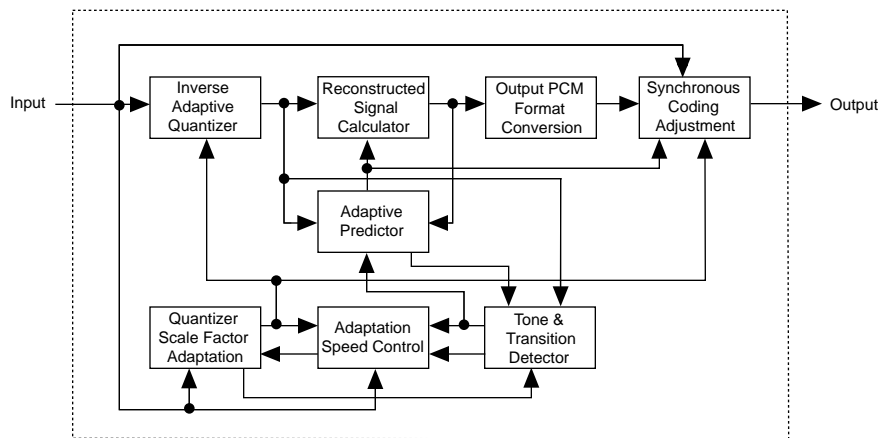 Input
Inverse
Adaptive
Quantizer
Reconstructed
Signal
Calculator
Output PCM
Format
Conversion
Synchronous
Coding
Adjustment
Output
Adaptive
Predictor
Quantizer
Scale Factor
Adaptation
Adaptation
Speed Control
Tone &
Transition
Detector